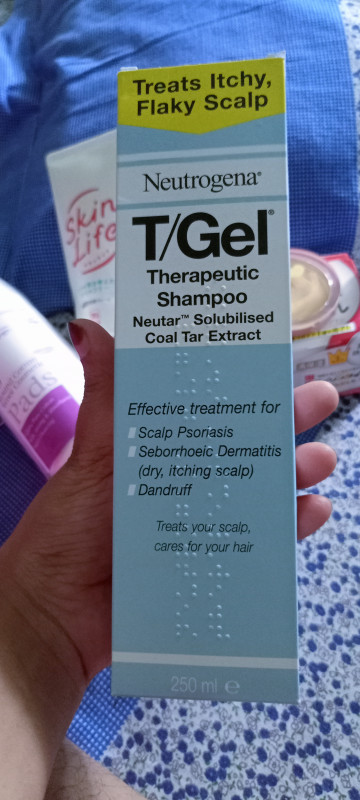 Treats Itchy,
Flaky Scalp
Neutrogena®
T/Gel®
Therapeutic
Shampoo
Neutar™ Solubilised
Coal Tar Extract
Effective treatment for
Scalp Psoriasis
Seborrhoeic Dermatitis
(dry, itching scalp)
Dandruff
Treats your scalp,
cares for your hair
250 ml ℮
Skin
Life
Pads